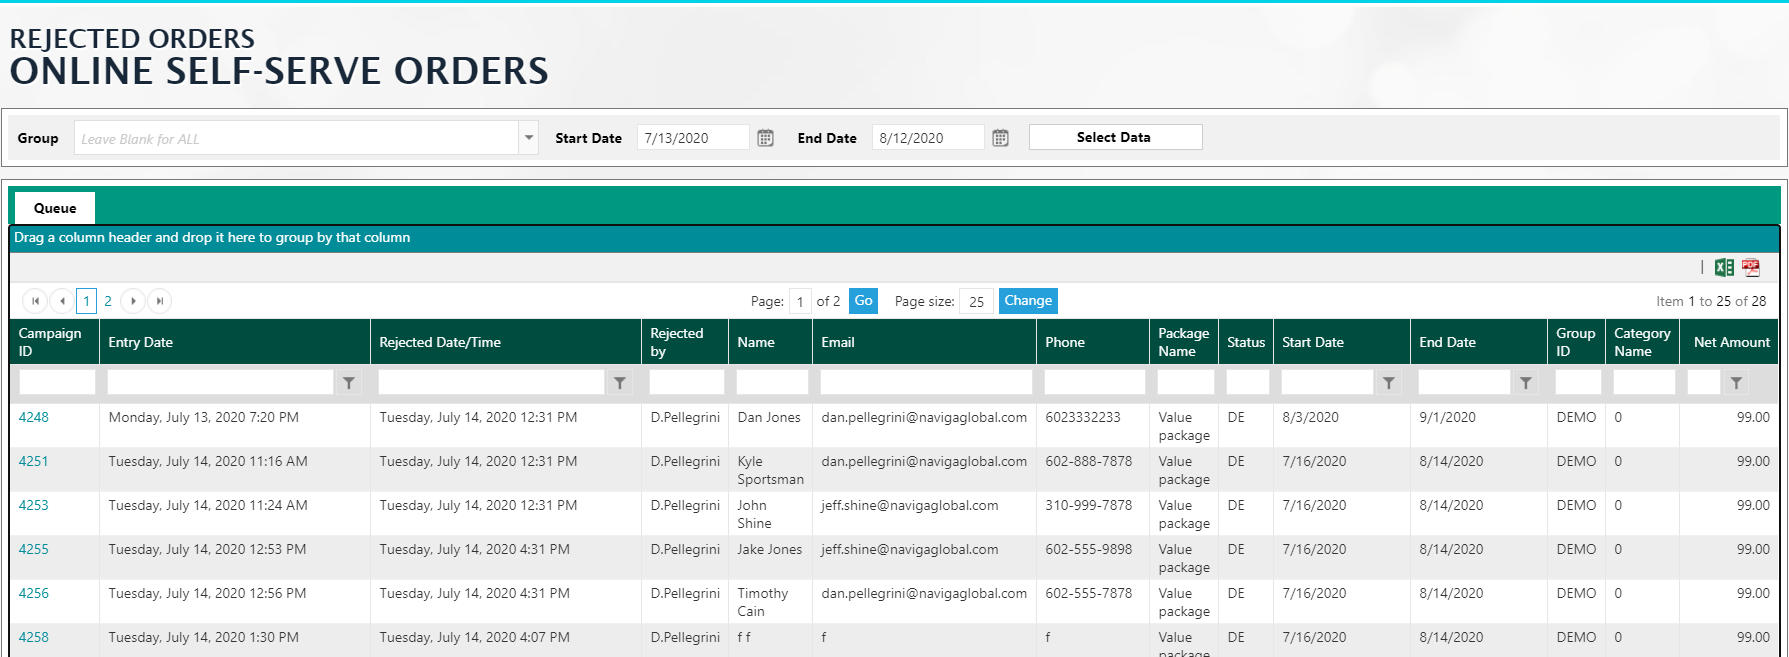 REJECTED ORDERS
ONLINE SELF-SERVE ORDERS
Group Leave Blank for ALL Start Date 7/13/2020 End Date 8/12/2020 Select Data
Queue
Drag a column header and drop it here to group by that column
PDF
1 2 Page: 1 of 2 Go Page size: 25 Change Item 1 to 25 of 28
Campaign ID Entry Date Rejected Date/Time Rejected by Name Email Phone Package Name Status Start Date End Date Group ID Category Name Net Amount
4248 Monday, July 13, 2020 7:20 PM Tuesday, July 14, 2020 12:31 PM D.Pellegrini Dan Jones dan.pellegrini@navigaglobal.com 6023332233 Value package DE 8/3/2020 9/1/2020 DEMO 0 99.00
4251 Tuesday, July 14, 2020 11:16 AM Tuesday, July 14, 2020 12:31 PM D.Pellegrini Kyle Sportsman dan.pellegrini@navigaglobal.com 602-888-7878 Value package DE 7/16/2020 8/14/2020 DEMO 0 99.00
4253 Tuesday, July 14, 2020 11:24 AM Tuesday, July 14, 2020 12:31 PM D.Pellegrini John Shine jeff.shine@navigaglobal.com 310-999-7878 Value package DE 7/16/2020 8/14/2020 DEMO 0 99.00
4255 Tuesday, July 14, 2020 12:53 PM Tuesday, July 14, 2020 4:31 PM D.Pellegrini Jake Jones jeff.shine@navigaglobal.com 602-555-9898 Value package DE 7/16/2020 8/14/2020 DEMO 0 99.00
4256 Tuesday, July 14, 2020 12:56 PM Tuesday, July 14, 2020 4:31 PM D.Pellegrini Timothy Cain dan.pellegrini@navigaglobal.com 602-555-7878 Value package DE 7/16/2020 8/14/2020 DEMO 0 99.00
4258 Tuesday, July 14, 2020 1:30 PM Tuesday, July 14, 2020 4:07 PM D.Pellegrini f f f f Value package DE 7/16/2020 8/14/2020 DEMO 0 99.00